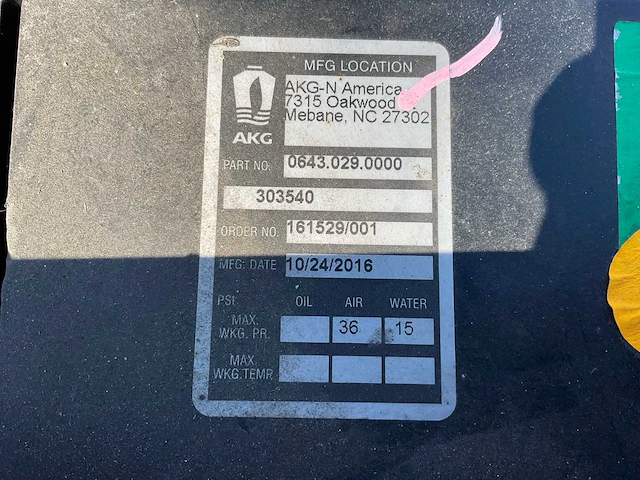 MFG LOCATION
AKG-N America
7315 Oakwood
Mebane, NC 27302
AKG
PART NO: 0643.029.0000
303540
ORDER NO. 161529/001
MFG: DATE 10/24/2016
PSI OIL AIR WATER
MAX.
WKG. PR. 36 15
MAX.
WKG.TEMP.